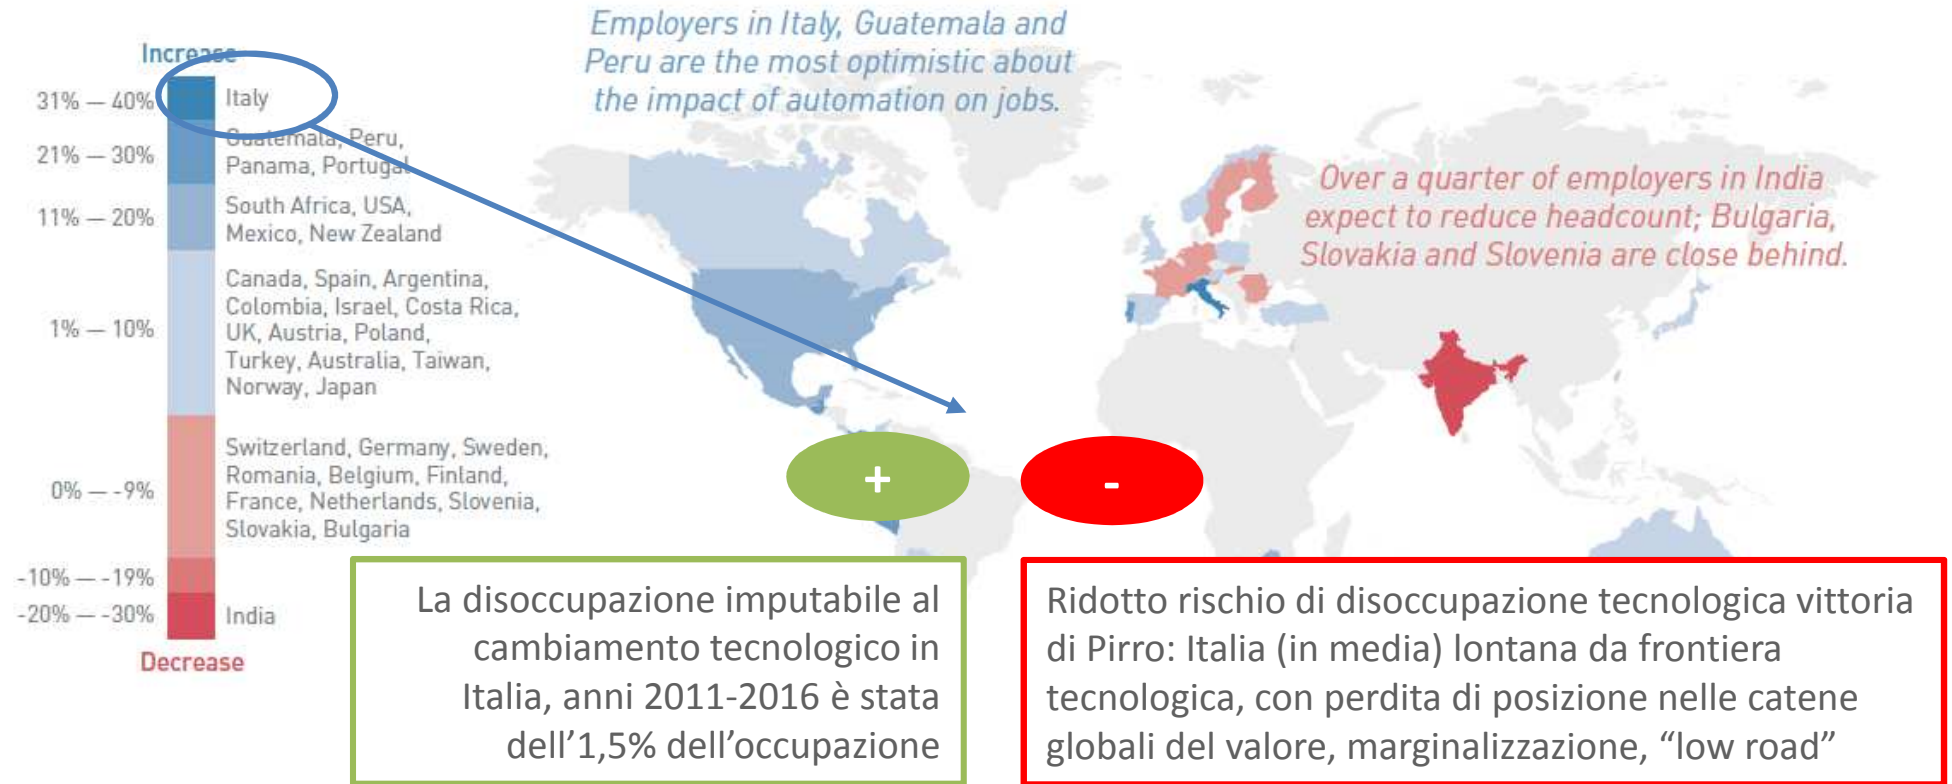 Employers in Italy, Guatemala and
Peru are the most optimistic about
the impact of automation on jobs.
Increase
31% — 40%
Italy
21% — 30%
Guatemala, Peru,
Panama, Portugal
11% — 20%
South Africa, USA,
Mexico, New Zealand
1% — 10%
Canada, Spain, Argentina,
Colombia, Israel, Costa Rica,
UK, Austria, Poland,
Turkey, Australia, Taiwan,
Norway, Japan
0% — -9%
Switzerland, Germany, Sweden,
Romania, Belgium, Finland,
France, Netherlands, Slovenia,
Slovakia, Bulgaria
-10% — -19%
-20% — -30%
India
Decrease
Over a quarter of employers in India
expect to reduce headcount; Bulgaria,
Slovakia and Slovenia are close behind.
+
-
La disoccupazione imputabile al
cambiamento tecnologico in
Italia, anni 2011-2016 è stata
dell’1,5% dell’occupazione
Ridotto rischio di disoccupazione tecnologica vittoria
di Pirro: Italia (in media) lontana da frontiera
tecnologica, con perdita di posizione nelle catene
globali del valore, marginalizzazione, “low road”